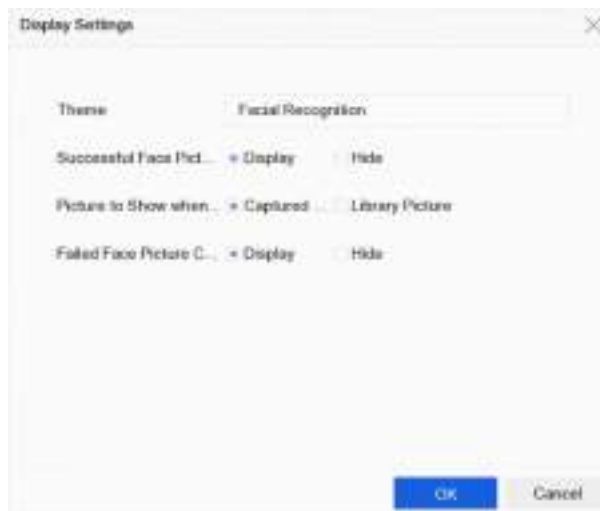 Display Settings
Theme Facial Recognition
Successful Face Pict... Display Hide
Picture to Show when... Captured ... Library Picture
Failed Face Picture C... Display Hide
OK Cancel